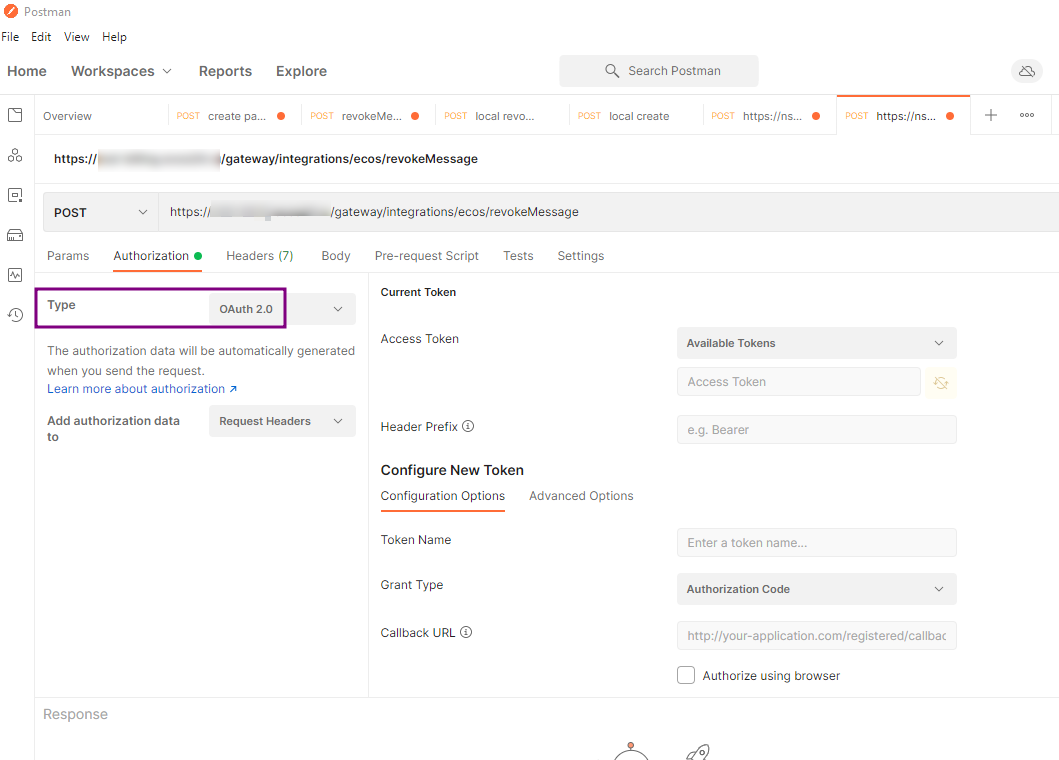 Postman
File Edit View Help
Home Workspaces Reports Explore Search Postman
Overview POST create pa... POST revokeMe... POST local revo... POST local create POST https://ns... POST https://ns...
https:// /gateway/integrations/ecos/revokeMessage
POST https:// /gateway/integrations/ecos/revokeMessage
Params Authorization Headers (7) Body Pre-request Script Tests Settings
Type OAuth 2.0
The authorization data will be automatically generated
when you send the request.
Learn more about authorization ↗
Add authorization data
to
Request Headers
Current Token
Access Token Available Tokens
Access Token
Header Prefix e.g. Bearer
Configure New Token
Configuration Options Advanced Options
Token Name Enter a token name...
Grant Type Authorization Code
Callback URL http://your-application.com/registered/callbac
Authorize using browser
Response